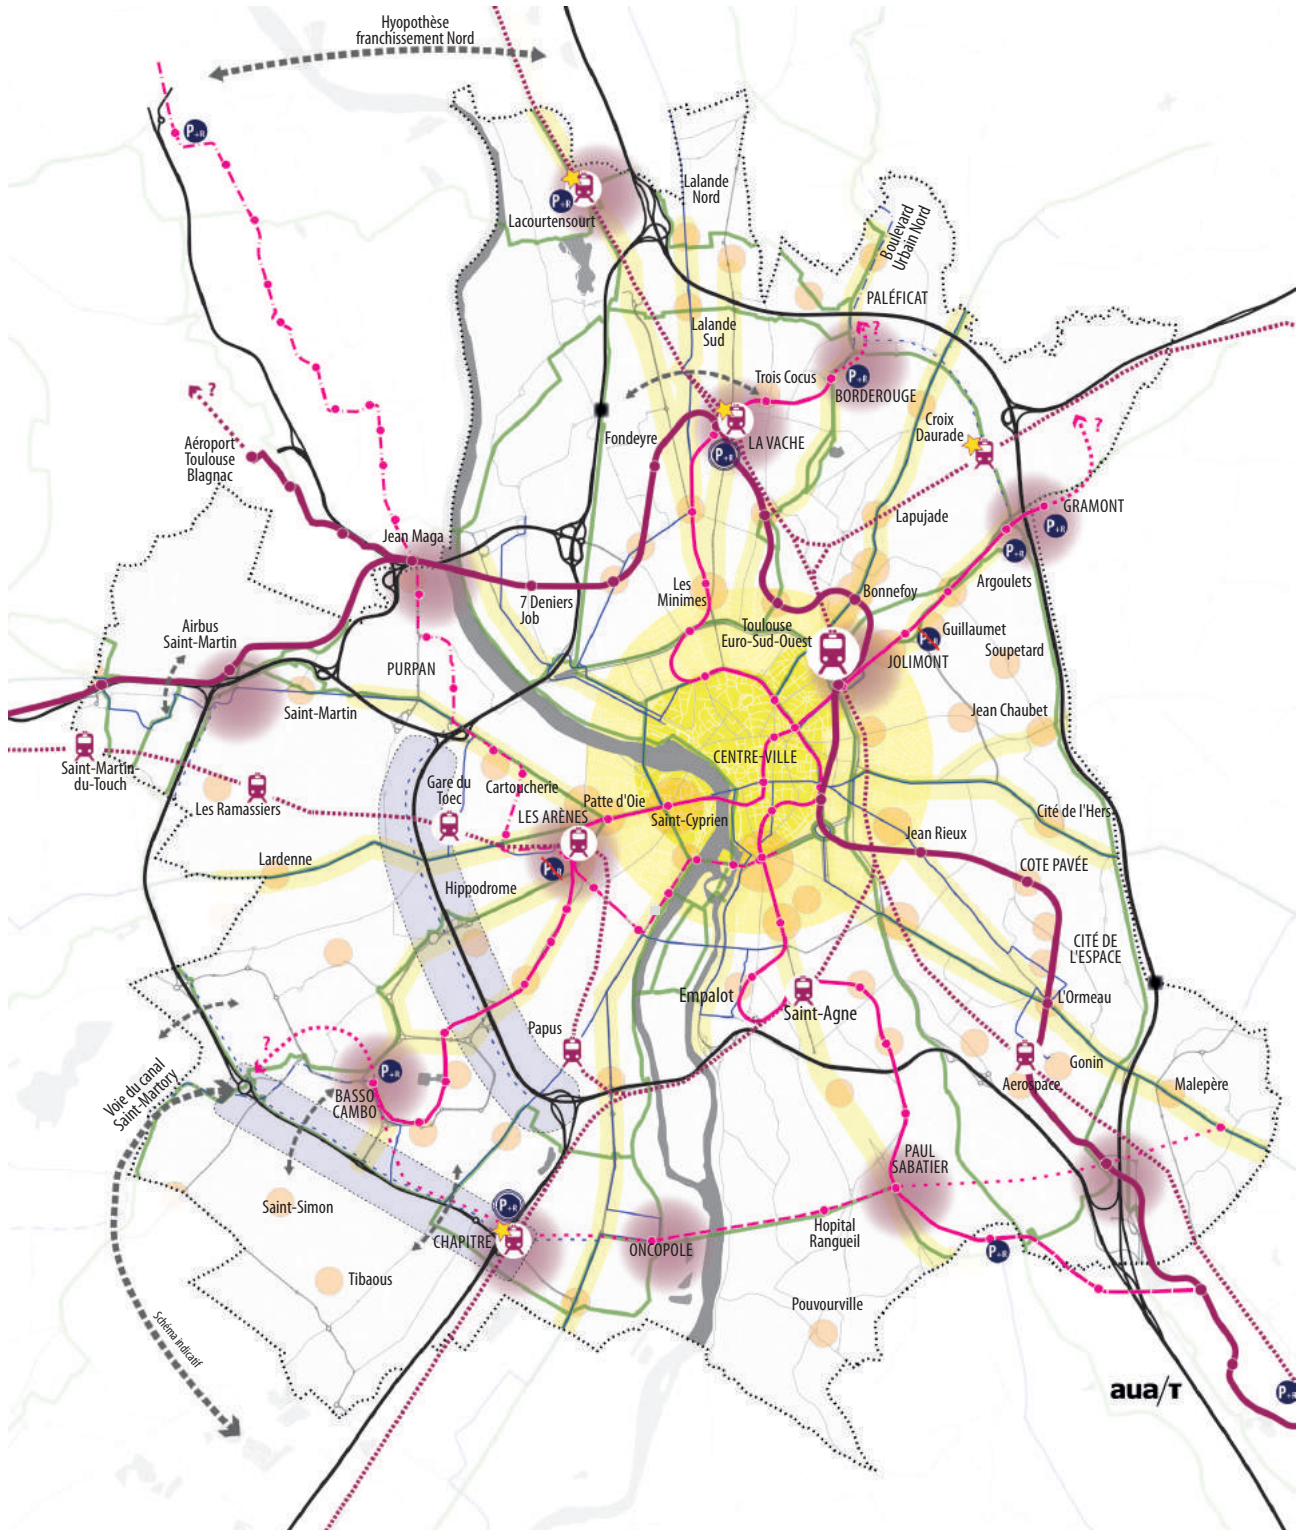 Hyopothèse
franchissement Nord
P+R
Lalande
Nord
P+R
Lacourtensourt
Boulevard
Urbain Nord
PALÉFICAT
Lalande
Sud
?
Trois Cocus
P+R
BORDEROUGE
?
Aéroport
Toulouse
Blagnac
Fondeyre
LA VACHE
P+R
Croix
Daurade
?
GRAMONT
P+R
P+R
Lapujade
Argoulets
Jean Maga
7 Deniers
Job
Les
Minimes
Bonnefoy
Airbus
Saint-Martin
Toulouse
Euro-Sud-Ouest
P+R
Guillaumet
JOLIMONT
Soupetard
PURPAN
Saint-Martin
Jean Chaubet
Saint-Martin-
du-Touch
Les Ramassiers
Gare du
Toec
Cartoucherie
CENTRE-VILLE
Patte d'Oie
LES ARÈNES
Saint-Cyprien
Cité de l'Hers
Jean Rieux
Lardenne
P+R
Hippodrome
COTE PAVÉE
CITÉ DE
L'ESPACE
Empalot
Saint-Agne
L'Ormeau
Papus
?
P+R
BASSO
CAMBO
Gonin
Aerospace
Malepère
Voie du canal
Saint-Martory
PAUL
SABATIER
Saint-Simon
P+R
CHAPITRE
ONCOPOLE
Hopital
Rangueil
P+R
Tibaous
Pouvourville
Schéma indicatif
aua/T
P+R